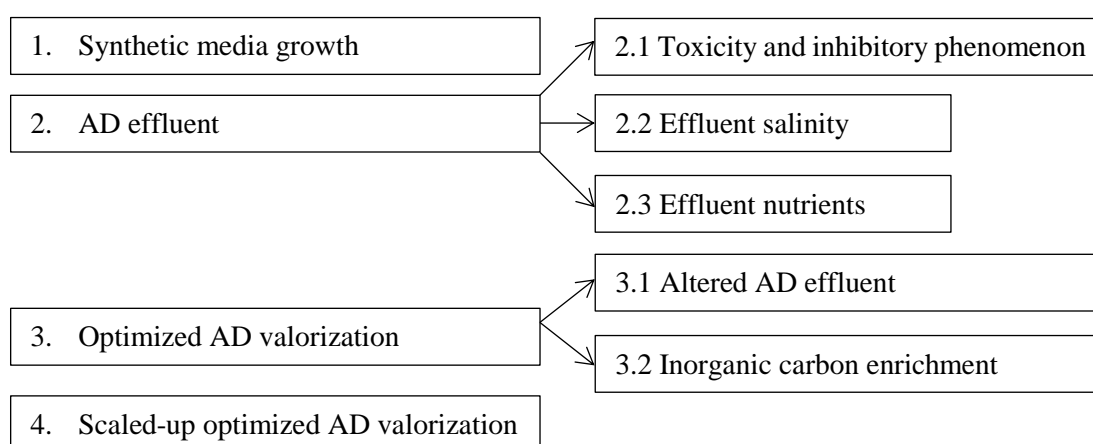 1. Synthetic media growth
2.1 Toxicity and inhibitory phenomenon
2. AD effluent
2.2 Effluent salinity
2.3 Effluent nutrients
3.1 Altered AD effluent
3. Optimized AD valorization
3.2 Inorganic carbon enrichment
4. Scaled-up optimized AD valorization